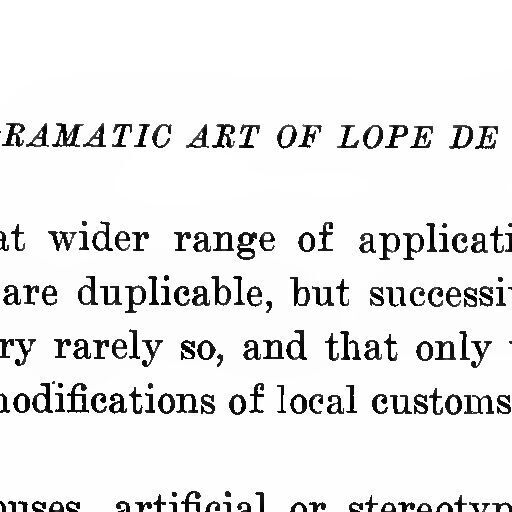 RAMATIC ART OF LOPE DE
at wider range of applicati
are duplicable, but successi
ry rarely so, and that only
nodifications of local customs
ouses, artificial or stereotyp